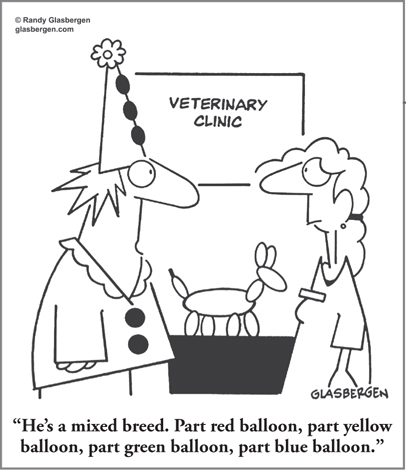 © Randy Glasbergen
glasbergen.com
VETERINARY
CLINIC
GLASBERGEN
“He’s a mixed breed. Part red balloon, part yellow
balloon, part green balloon, part blue balloon.”